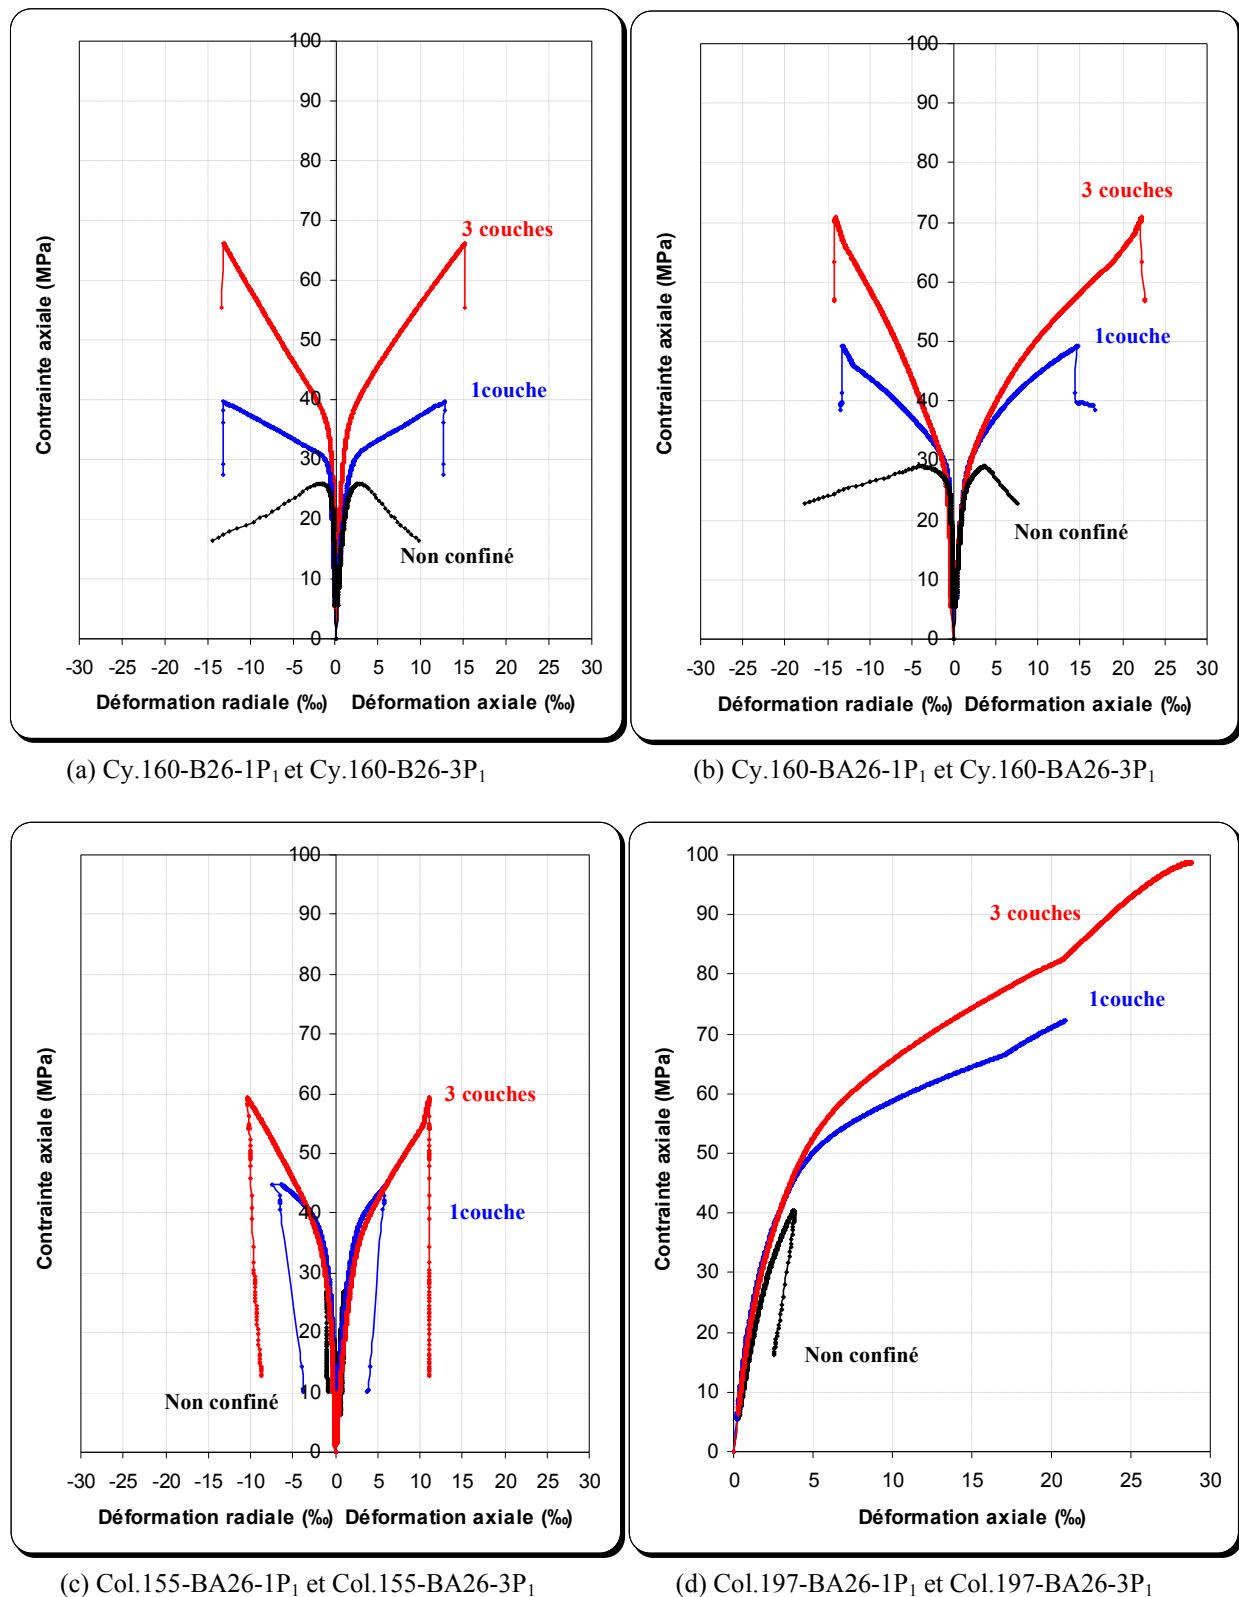 100
90
80
70
60
50
40
30
20
10
0
Contrainte axiale (MPa)
3 couches
1couche
Non confiné
-30 -25 -20 -15 -10 -5 0 5 10 15 20 25 30
Déformation radiale (‰) Déformation axiale (‰)
(a) Cy.160-B26-1P₁ et Cy.160-B26-3P₁
100
90
80
70
60
50
40
30
20
10
0
Contrainte axiale (MPa)
3 couches
1couche
Non confiné
-30 -25 -20 -15 -10 -5 0 5 10 15 20 25 30
Déformation radiale (‰) Déformation axiale (‰)
(b) Cy.160-BA26-1P₁ et Cy.160-BA26-3P₁
100
90
80
70
60
50
40
30
20
10
0
Contrainte axiale (MPa)
3 couches
1couche
Non confiné
-30 -25 -20 -15 -10 -5 0 5 10 15 20 25 30
Déformation radiale (‰) Déformation axiale (‰)
(c) Col.155-BA26-1P₁ et Col.155-BA26-3P₁
100
90
80
70
60
50
40
30
20
10
0
Contrainte axiale (MPa)
3 couches
1couche
Non confiné
0 5 10 15 20 25 30
Déformation axiale (‰)
(d) Col.197-BA26-1P₁ et Col.197-BA26-3P₁